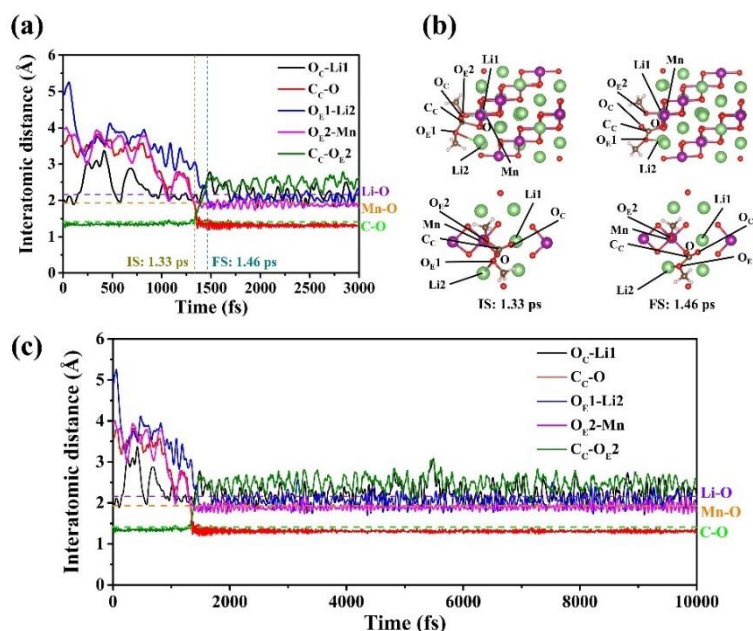 (a)
Interatomic distance (Å)
6
5
4
3
2
1
0
O_C-Li1
C_C-O
O_E1-Li2
O_E2-Mn
C_C-O_E2
Li-O
Mn-O
C-O
IS: 1.33 ps
FS: 1.46 ps
0 500 1000 1500 2000 2500 3000
Time (fs)
(b)
O_E2
O_C
C_C
O_E1
Li1
O
Li2
Mn
Li1
Mn
O_E2
O_C
C_C
O_E1
O
Li2
O_E2
Mn
C_C
O_E1
Li2
Li1
O_C
O
IS: 1.33 ps
O_E2
Mn
C_C
Li2
Li1
O_C
O
O_E
FS: 1.46 ps
(c)
Interatomic distance (Å)
6
5
4
3
2
1
0
O_C-Li1
C_C-O
O_E1-Li2
O_E2-Mn
C_C-O_E2
Li-O
Mn-O
C-O
0 2000 4000 6000 8000 10000
Time (fs)